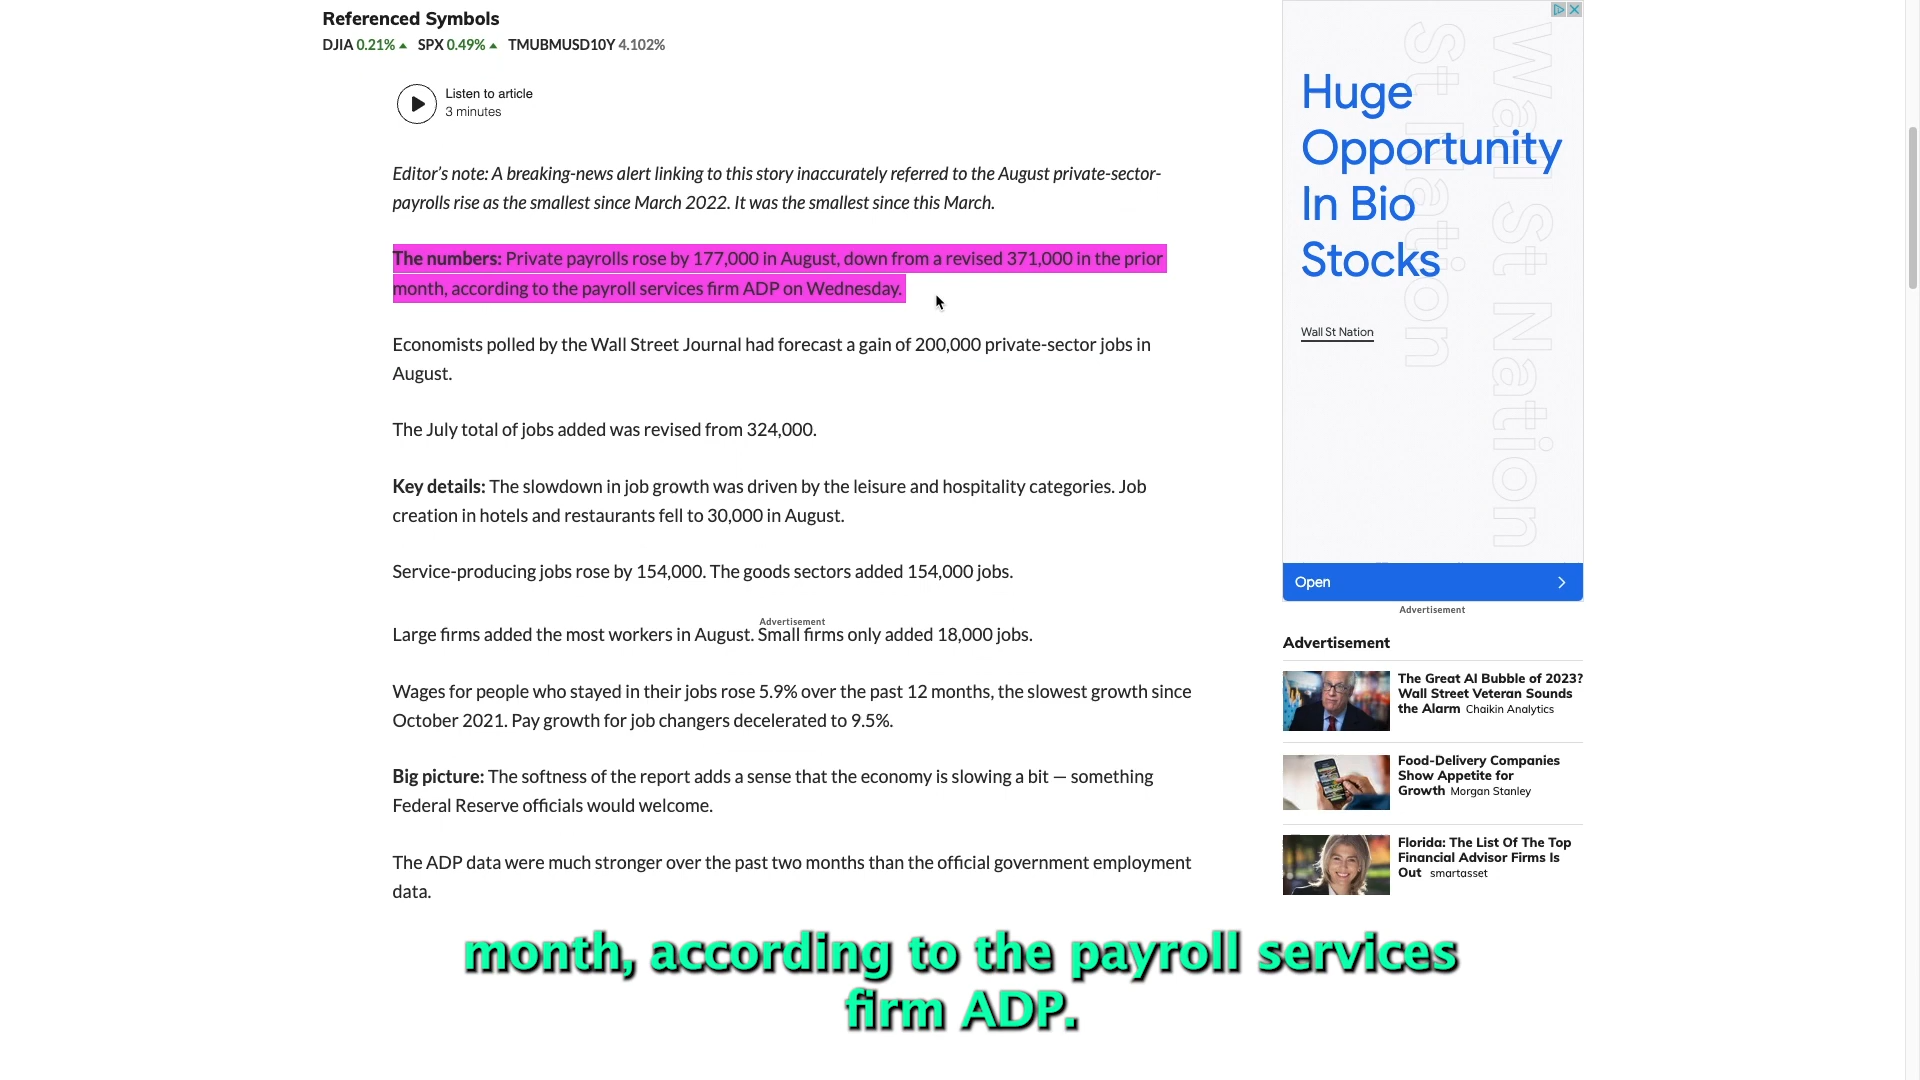 Referenced Symbols
DJIA 0.21% SPX 0.49% TMUBMUSD10Y 4.102%
Listen to article
3 minutes
Editor's note: A breaking-news alert linking to this story inaccurately referred to the August private-sector-
payrolls rise as the smallest since March 2022. It was the smallest since this March.
The numbers: Private payrolls rose by 177,000 in August, down from a revised 371,000 in the prior
month, according to the payroll services firm ADP on Wednesday.
Economists polled by the Wall Street Journal had forecast a gain of 200,000 private-sector jobs in
August.
The July total of jobs added was revised from 324,000.
Key details: The slowdown in job growth was driven by the leisure and hospitality categories. Job
creation in hotels and restaurants fell to 30,000 in August.
Service-producing jobs rose by 154,000. The goods sectors added 154,000 jobs.
Advertisement
Large firms added the most workers in August. Small firms only added 18,000 jobs.
Wages for people who stayed in their jobs rose 5.9% over the past 12 months, the slowest growth since
October 2021. Pay growth for job changers decelerated to 9.5%.
Big picture: The softness of the report adds a sense that the economy is slowing a bit — something
Federal Reserve officials would welcome.
The ADP data were much stronger over the past two months than the official government employment
data.
Huge
Opportunity
In Bio
Stocks
Wall St Nation
Wall St Nation
St Nation
Open
Advertisement
Advertisement
The Great AI Bubble of 2023?
Wall Street Veteran Sounds
the Alarm Chaikin Analytics
Food-Delivery Companies
Show Appetite for
Growth Morgan Stanley
Florida: The List Of The Top
Financial Advisor Firms Is
Out smartasset
month, according to the payroll services
firm ADP.